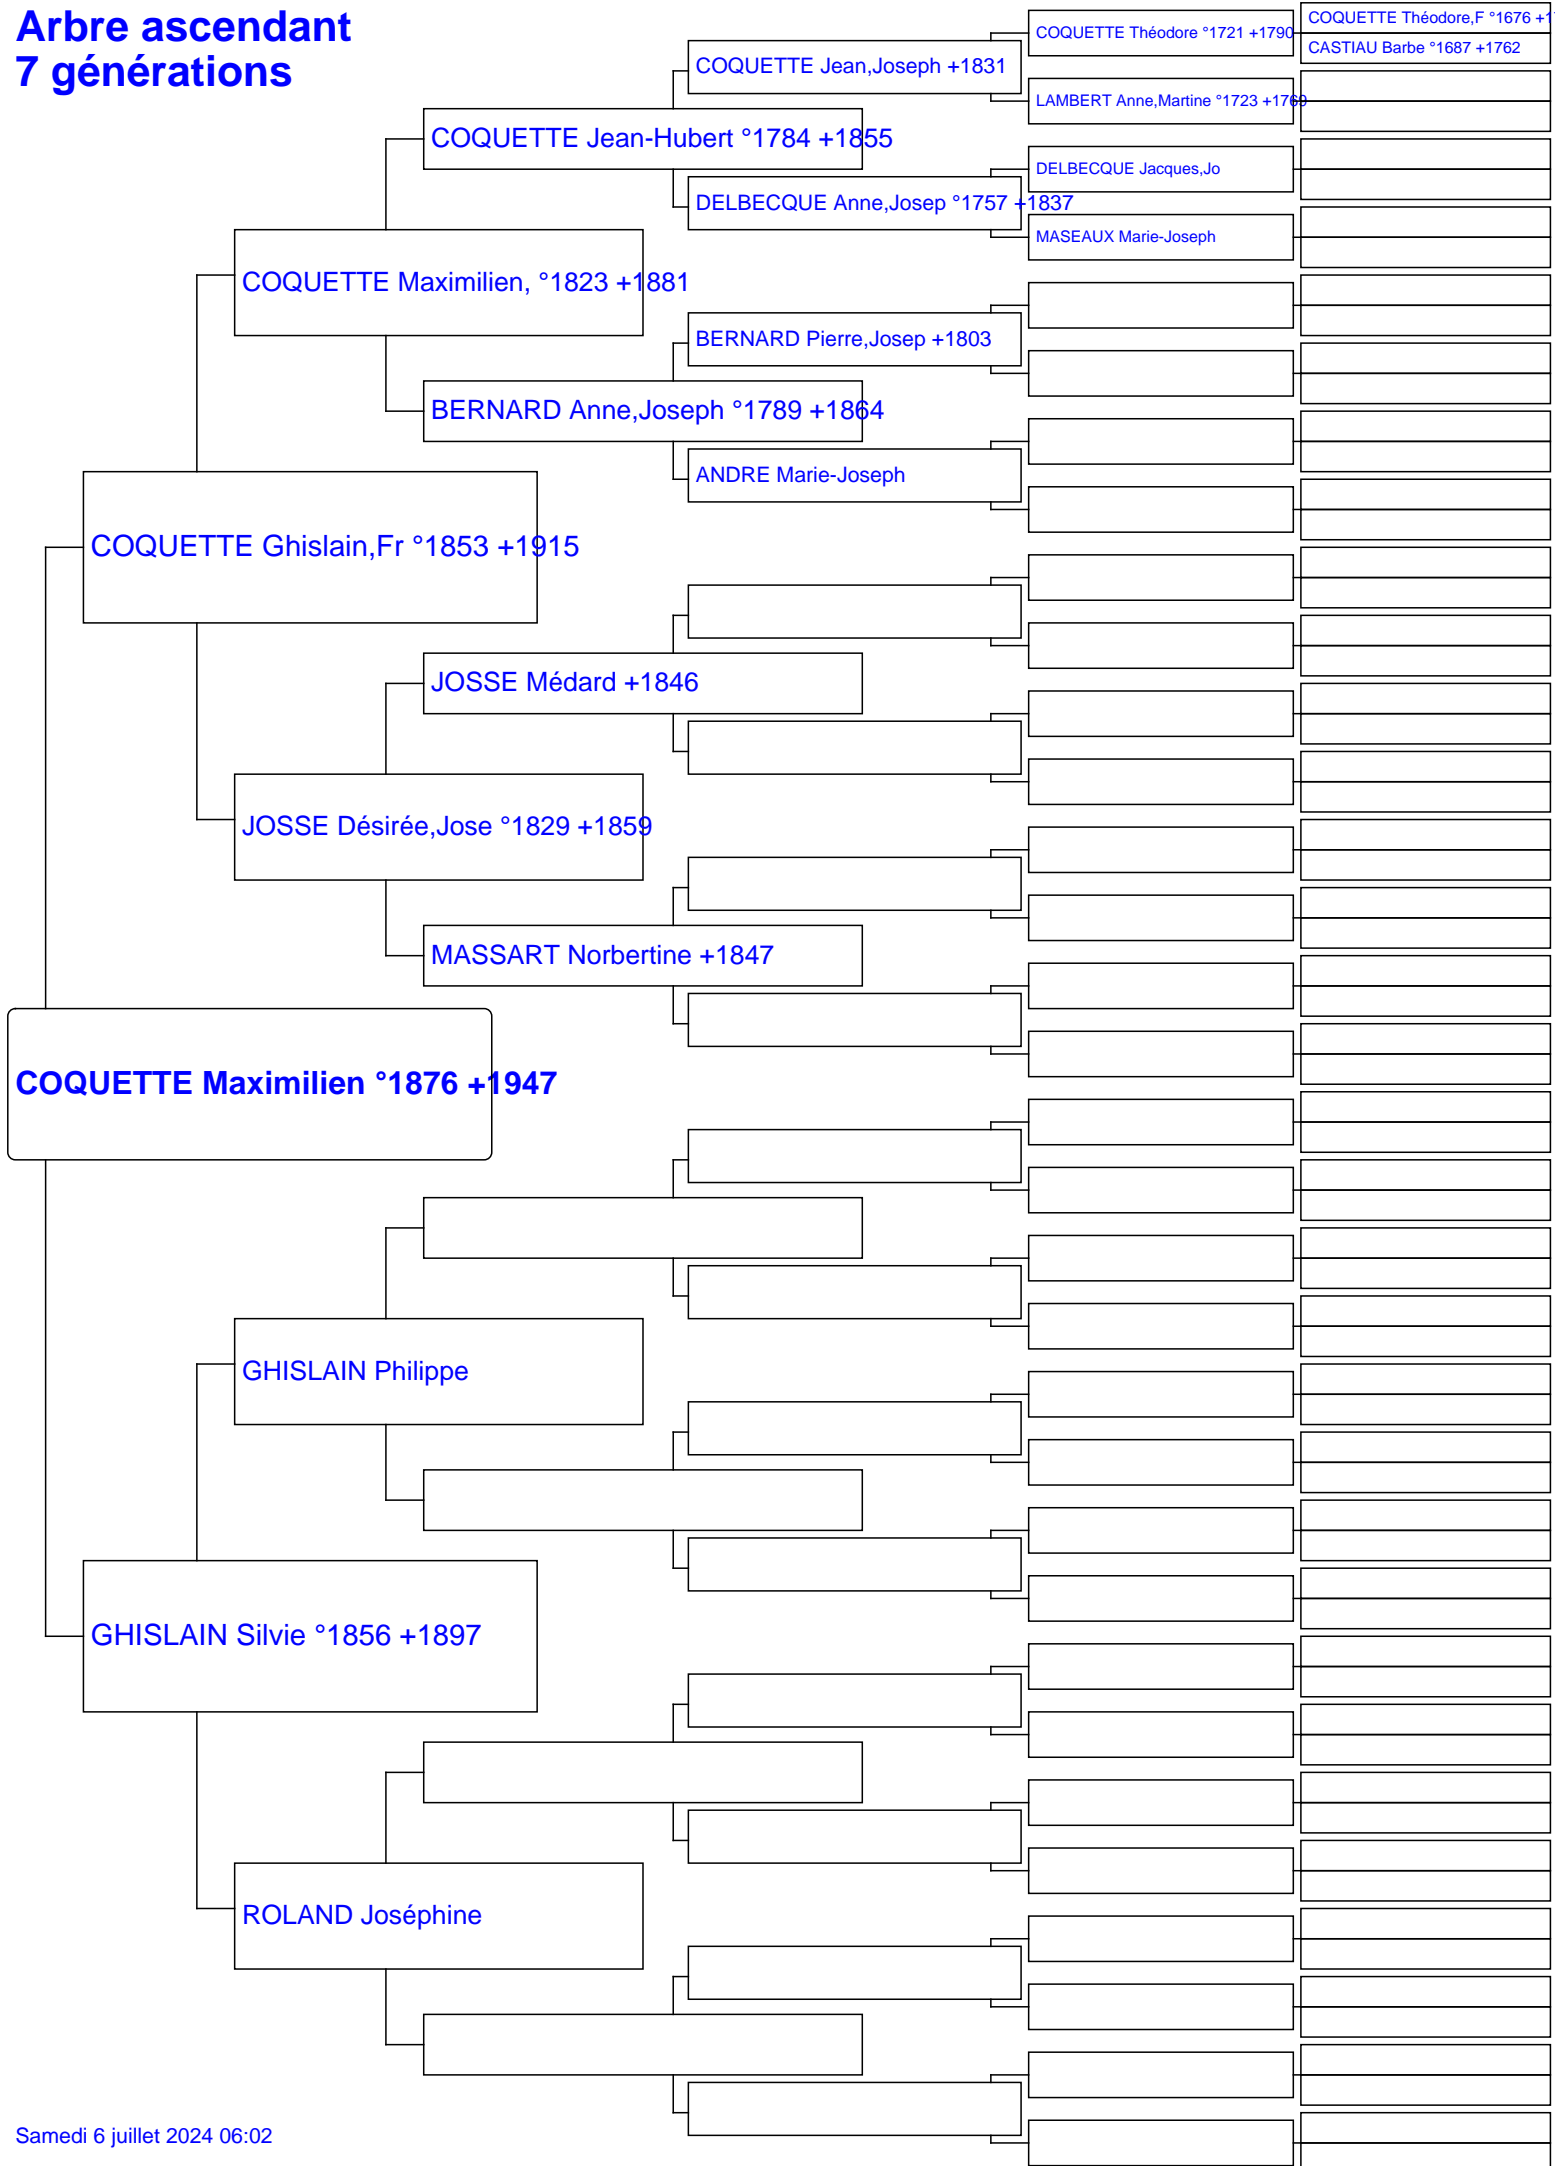 Arbre ascendant
7 générations
COQUETTE Théodore,F °1676 +1
CASTIAU Barbe °1687 +1762
COQUETTE Théodore °1721 +1790
LAMBERT Anne,Martine °1723 +1769
COQUETTE Jean,Joseph +1831
COQUETTE Jean-Hubert °1784 +1855
DELBECQUE Jacques,Jo
DELBECQUE Anne,Josep °1757 +1837
MASEAUX Marie-Joseph
COQUETTE Maximilien, °1823 +1881
BERNARD Pierre,Josep +1803
BERNARD Anne,Joseph °1789 +1864
ANDRE Marie-Joseph
COQUETTE Ghislain,Fr °1853 +1915
JOSSE Médard +1846
JOSSE Désirée,Jose °1829 +1859
MASSART Norbertine +1847
COQUETTE Maximilien °1876 +1947
GHISLAIN Philippe
GHISLAIN Silvie °1856 +1897
ROLAND Joséphine
Samedi 6 juillet 2024 06:02